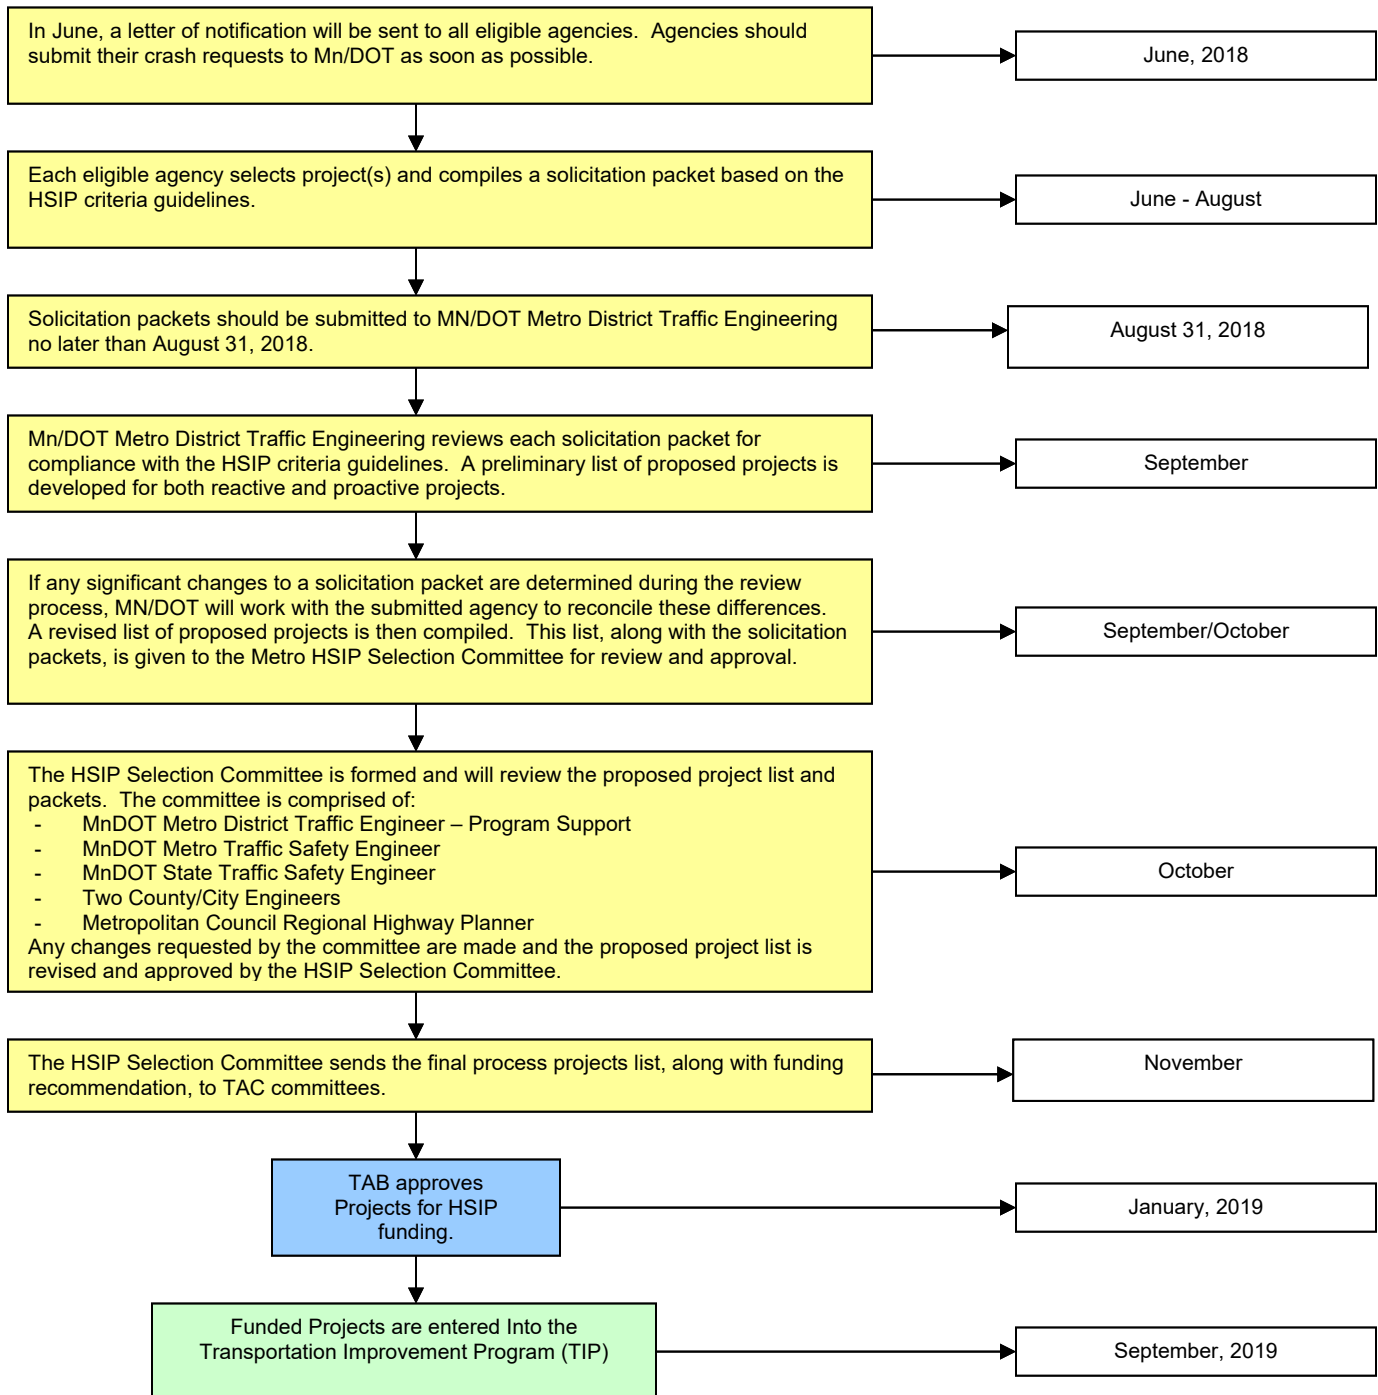 In June, a letter of notification will be sent to all eligible agencies.  Agencies should
submit their crash requests to Mn/DOT as soon as possible.
June, 2018
Each eligible agency selects project(s) and compiles a solicitation packet based on the
HSIP criteria guidelines.
June - August
Solicitation packets should be submitted to MN/DOT Metro District Traffic Engineering
no later than August 31, 2018.
August 31, 2018
Mn/DOT Metro District Traffic Engineering reviews each solicitation packet for
compliance with the HSIP criteria guidelines.  A preliminary list of proposed projects is
developed for both reactive and proactive projects.
September
If any significant changes to a solicitation packet are determined during the review
process, MN/DOT will work with the submitted agency to reconcile these differences.
A revised list of proposed projects is then compiled.  This list, along with the solicitation
packets, is given to the Metro HSIP Selection Committee for review and approval.
September/October
The HSIP Selection Committee is formed and will review the proposed project list and
packets.  The committee is comprised of:
- MnDOT Metro District Traffic Engineer – Program Support
- MnDOT Metro Traffic Safety Engineer
- MnDOT State Traffic Safety Engineer
- Two County/City Engineers
- Metropolitan Council Regional Highway Planner
Any changes requested by the committee are made and the proposed project list is
revised and approved by the HSIP Selection Committee.
October
The HSIP Selection Committee sends the final process projects list, along with funding
recommendation, to TAC committees.
November
TAB approves
Projects for HSIP
funding.
January, 2019
Funded Projects are entered Into the
Transportation Improvement Program (TIP)
September, 2019